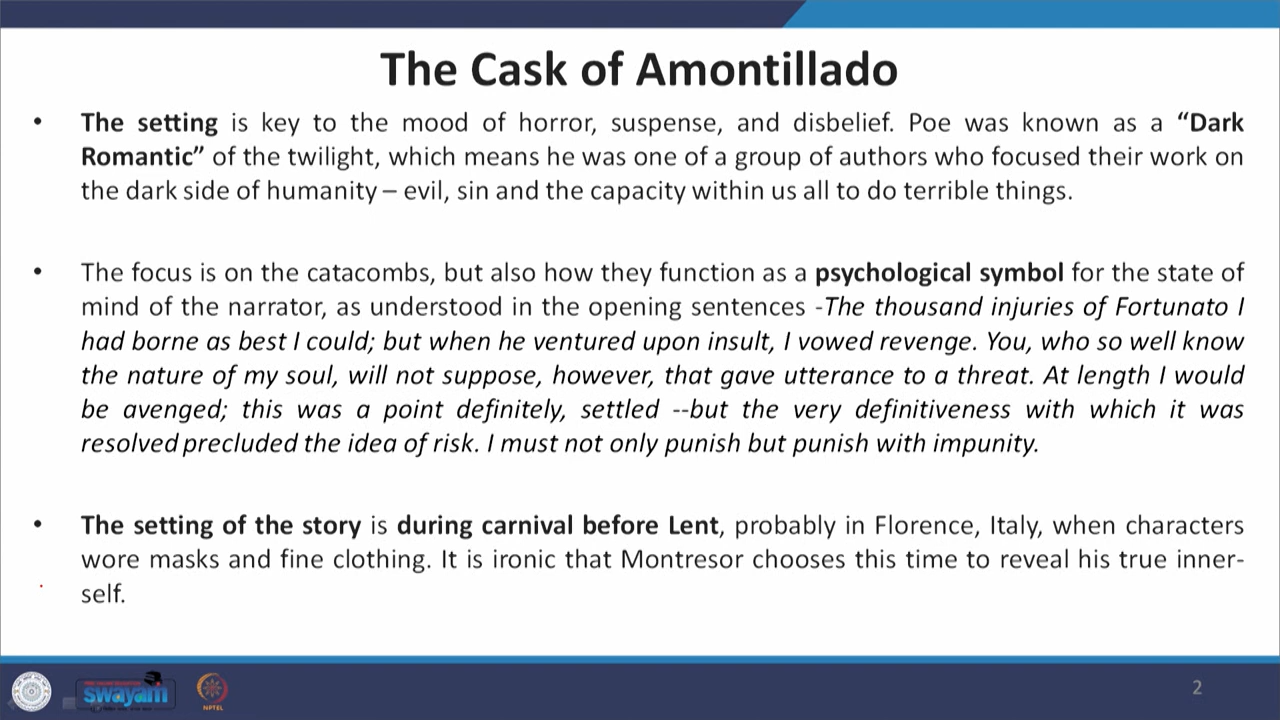 The Cask of Amontillado
• The setting is key to the mood of horror, suspense, and disbelief. Poe was known as a “Dark
Romantic” of the twilight, which means he was one of a group of authors who focused their work on
the dark side of humanity – evil, sin and the capacity within us all to do terrible things.
• The focus is on the catacombs, but also how they function as a psychological symbol for the state of
mind of the narrator, as understood in the opening sentences -The thousand injuries of Fortunato I
had borne as best I could; but when he ventured upon insult, I vowed revenge. You, who so well know
the nature of my soul, will not suppose, however, that gave utterance to a threat. At length I would
be avenged; this was a point definitely, settled --but the very definitiveness with which it was
resolved precluded the idea of risk. I must not only punish but punish with impunity.
• The setting of the story is during carnival before Lent, probably in Florence, Italy, when characters
wore masks and fine clothing. It is ironic that Montresor chooses this time to reveal his true inner-
self.
swayam
NPTEL
2